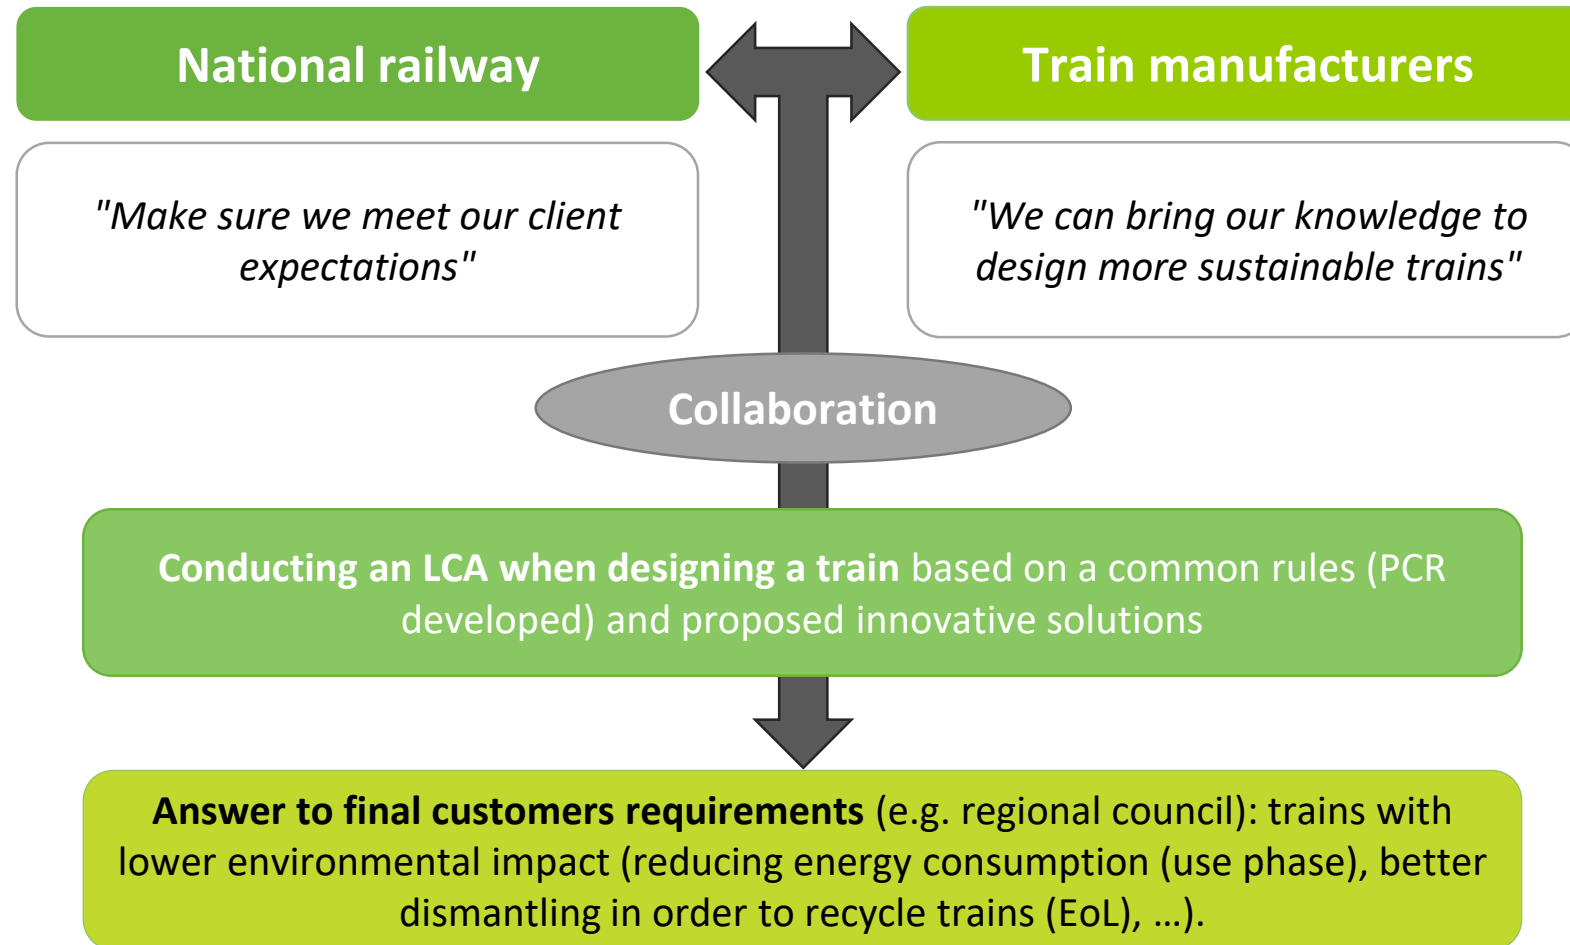 National railway
Train manufacturers
"Make sure we meet our client
expectations"
"We can bring our knowledge to
design more sustainable trains"
Collaboration
Conducting an LCA when designing a train based on a common rules (PCR
developed) and proposed innovative solutions
Answer to final customers requirements (e.g. regional council): trains with
lower environmental impact (reducing energy consumption (use phase), better
dismantling in order to recycle trains (EoL), …).